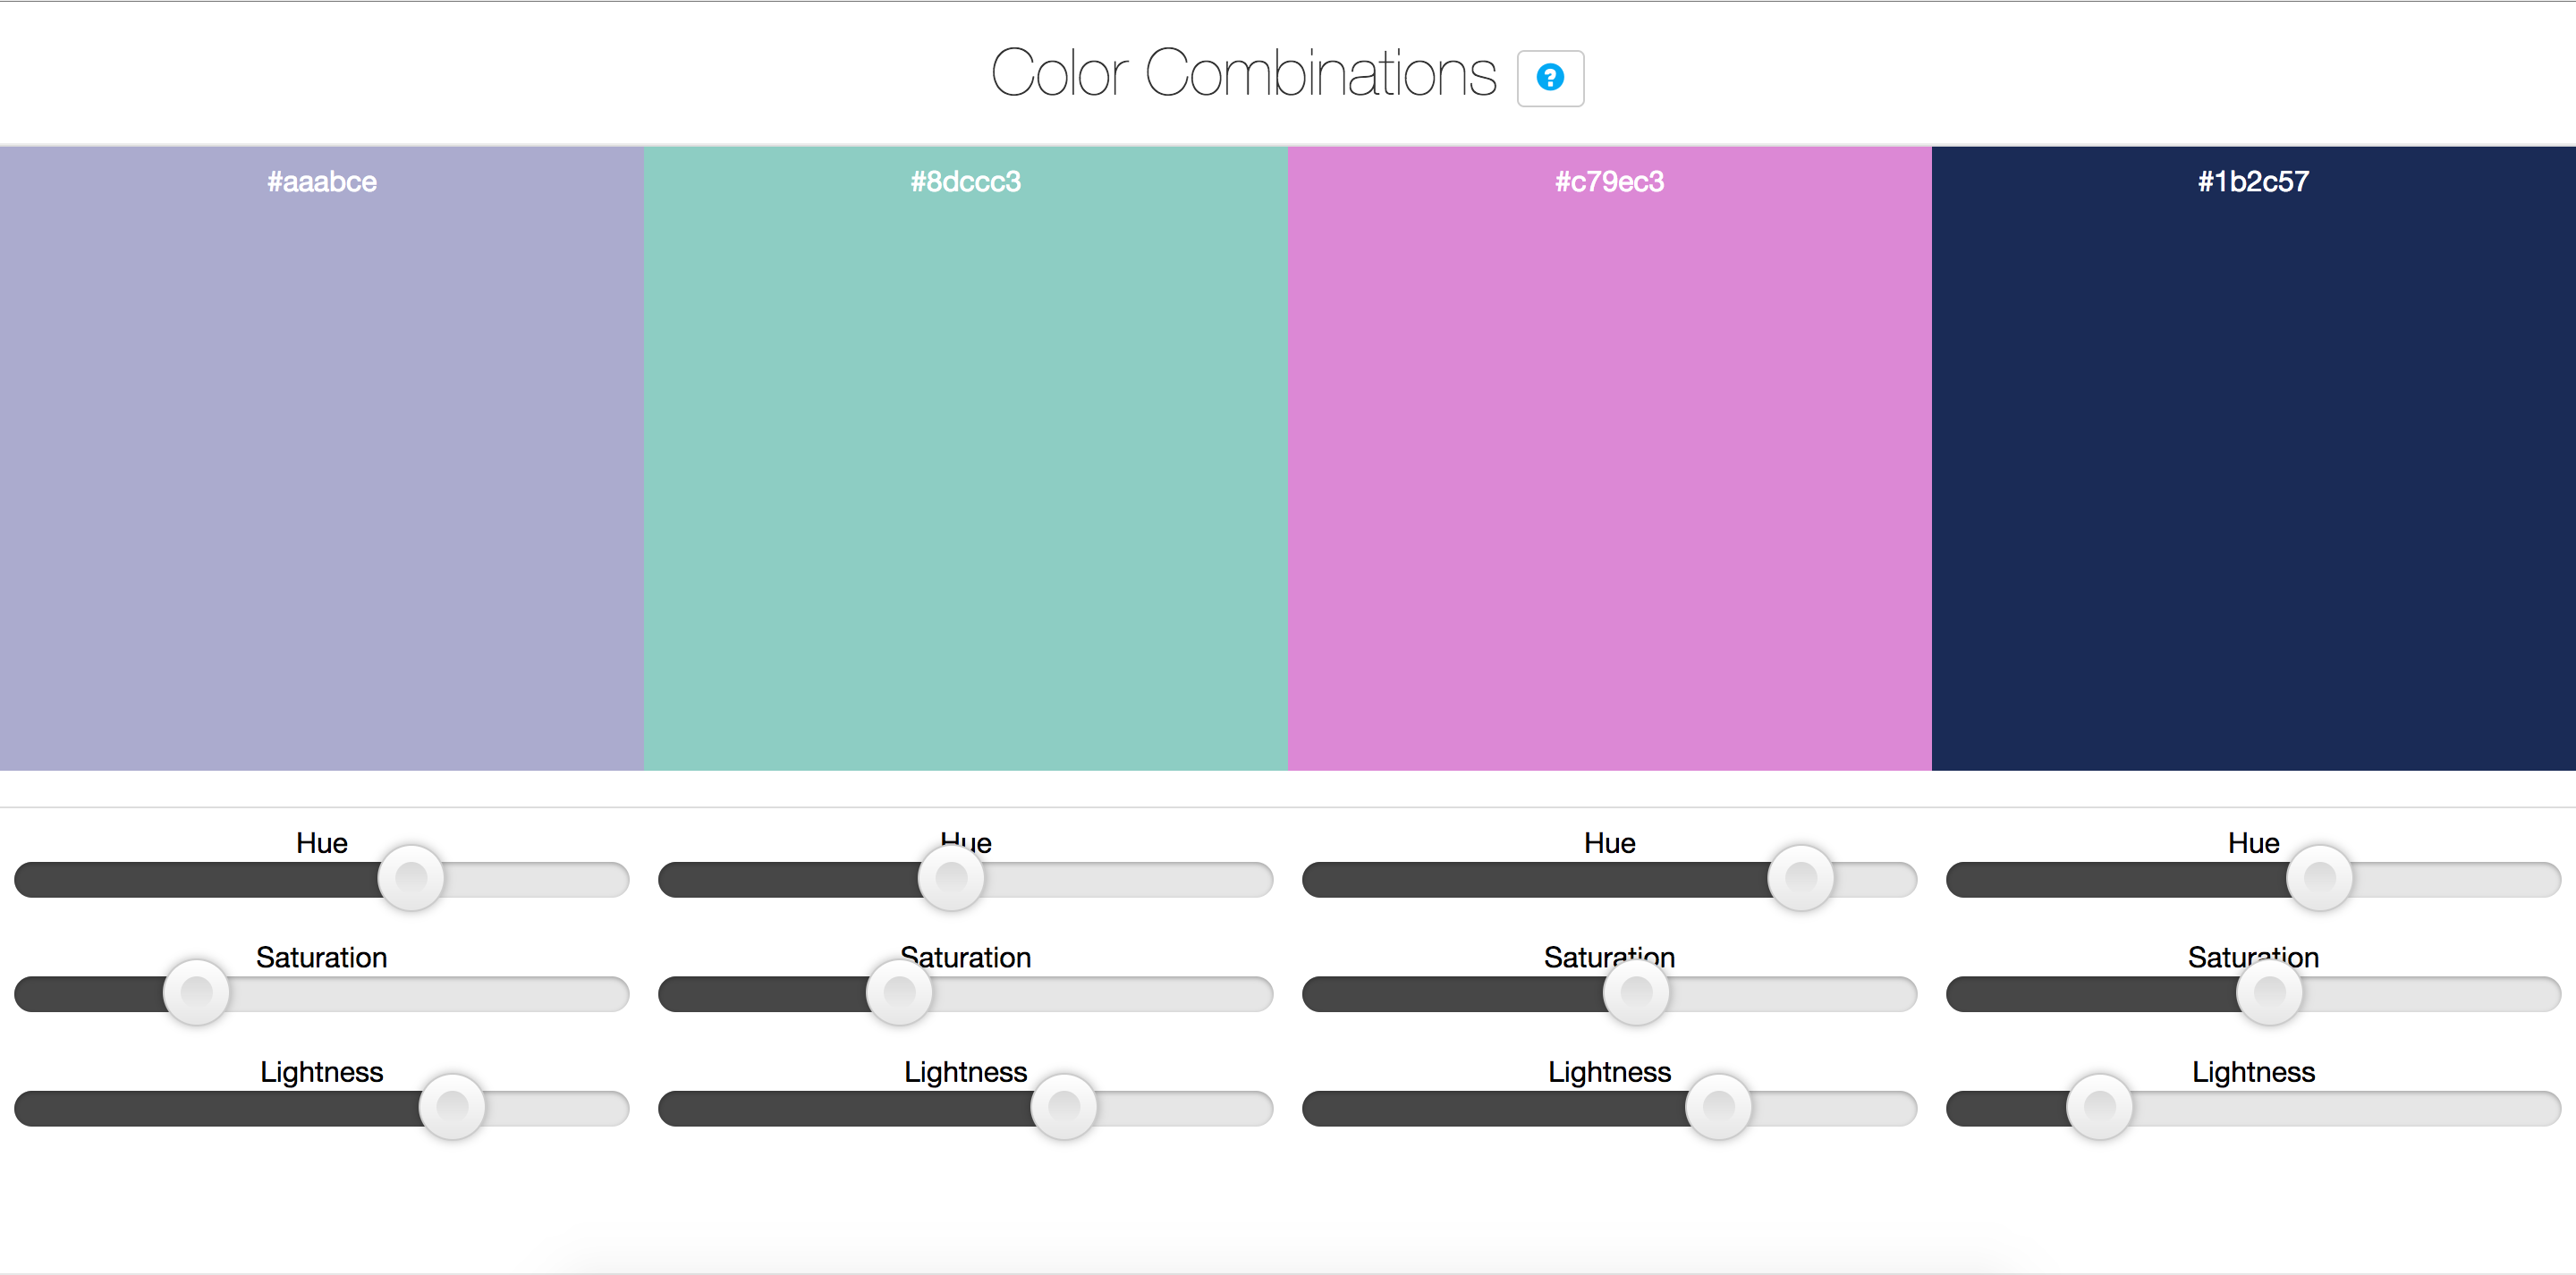 Color Combinations ?
#aaabce #8dccc3 #c79ec3 #1b2c57
Hue Hue Hue Hue
Saturation Saturation Saturation Saturation
Lightness Lightness Lightness Lightness